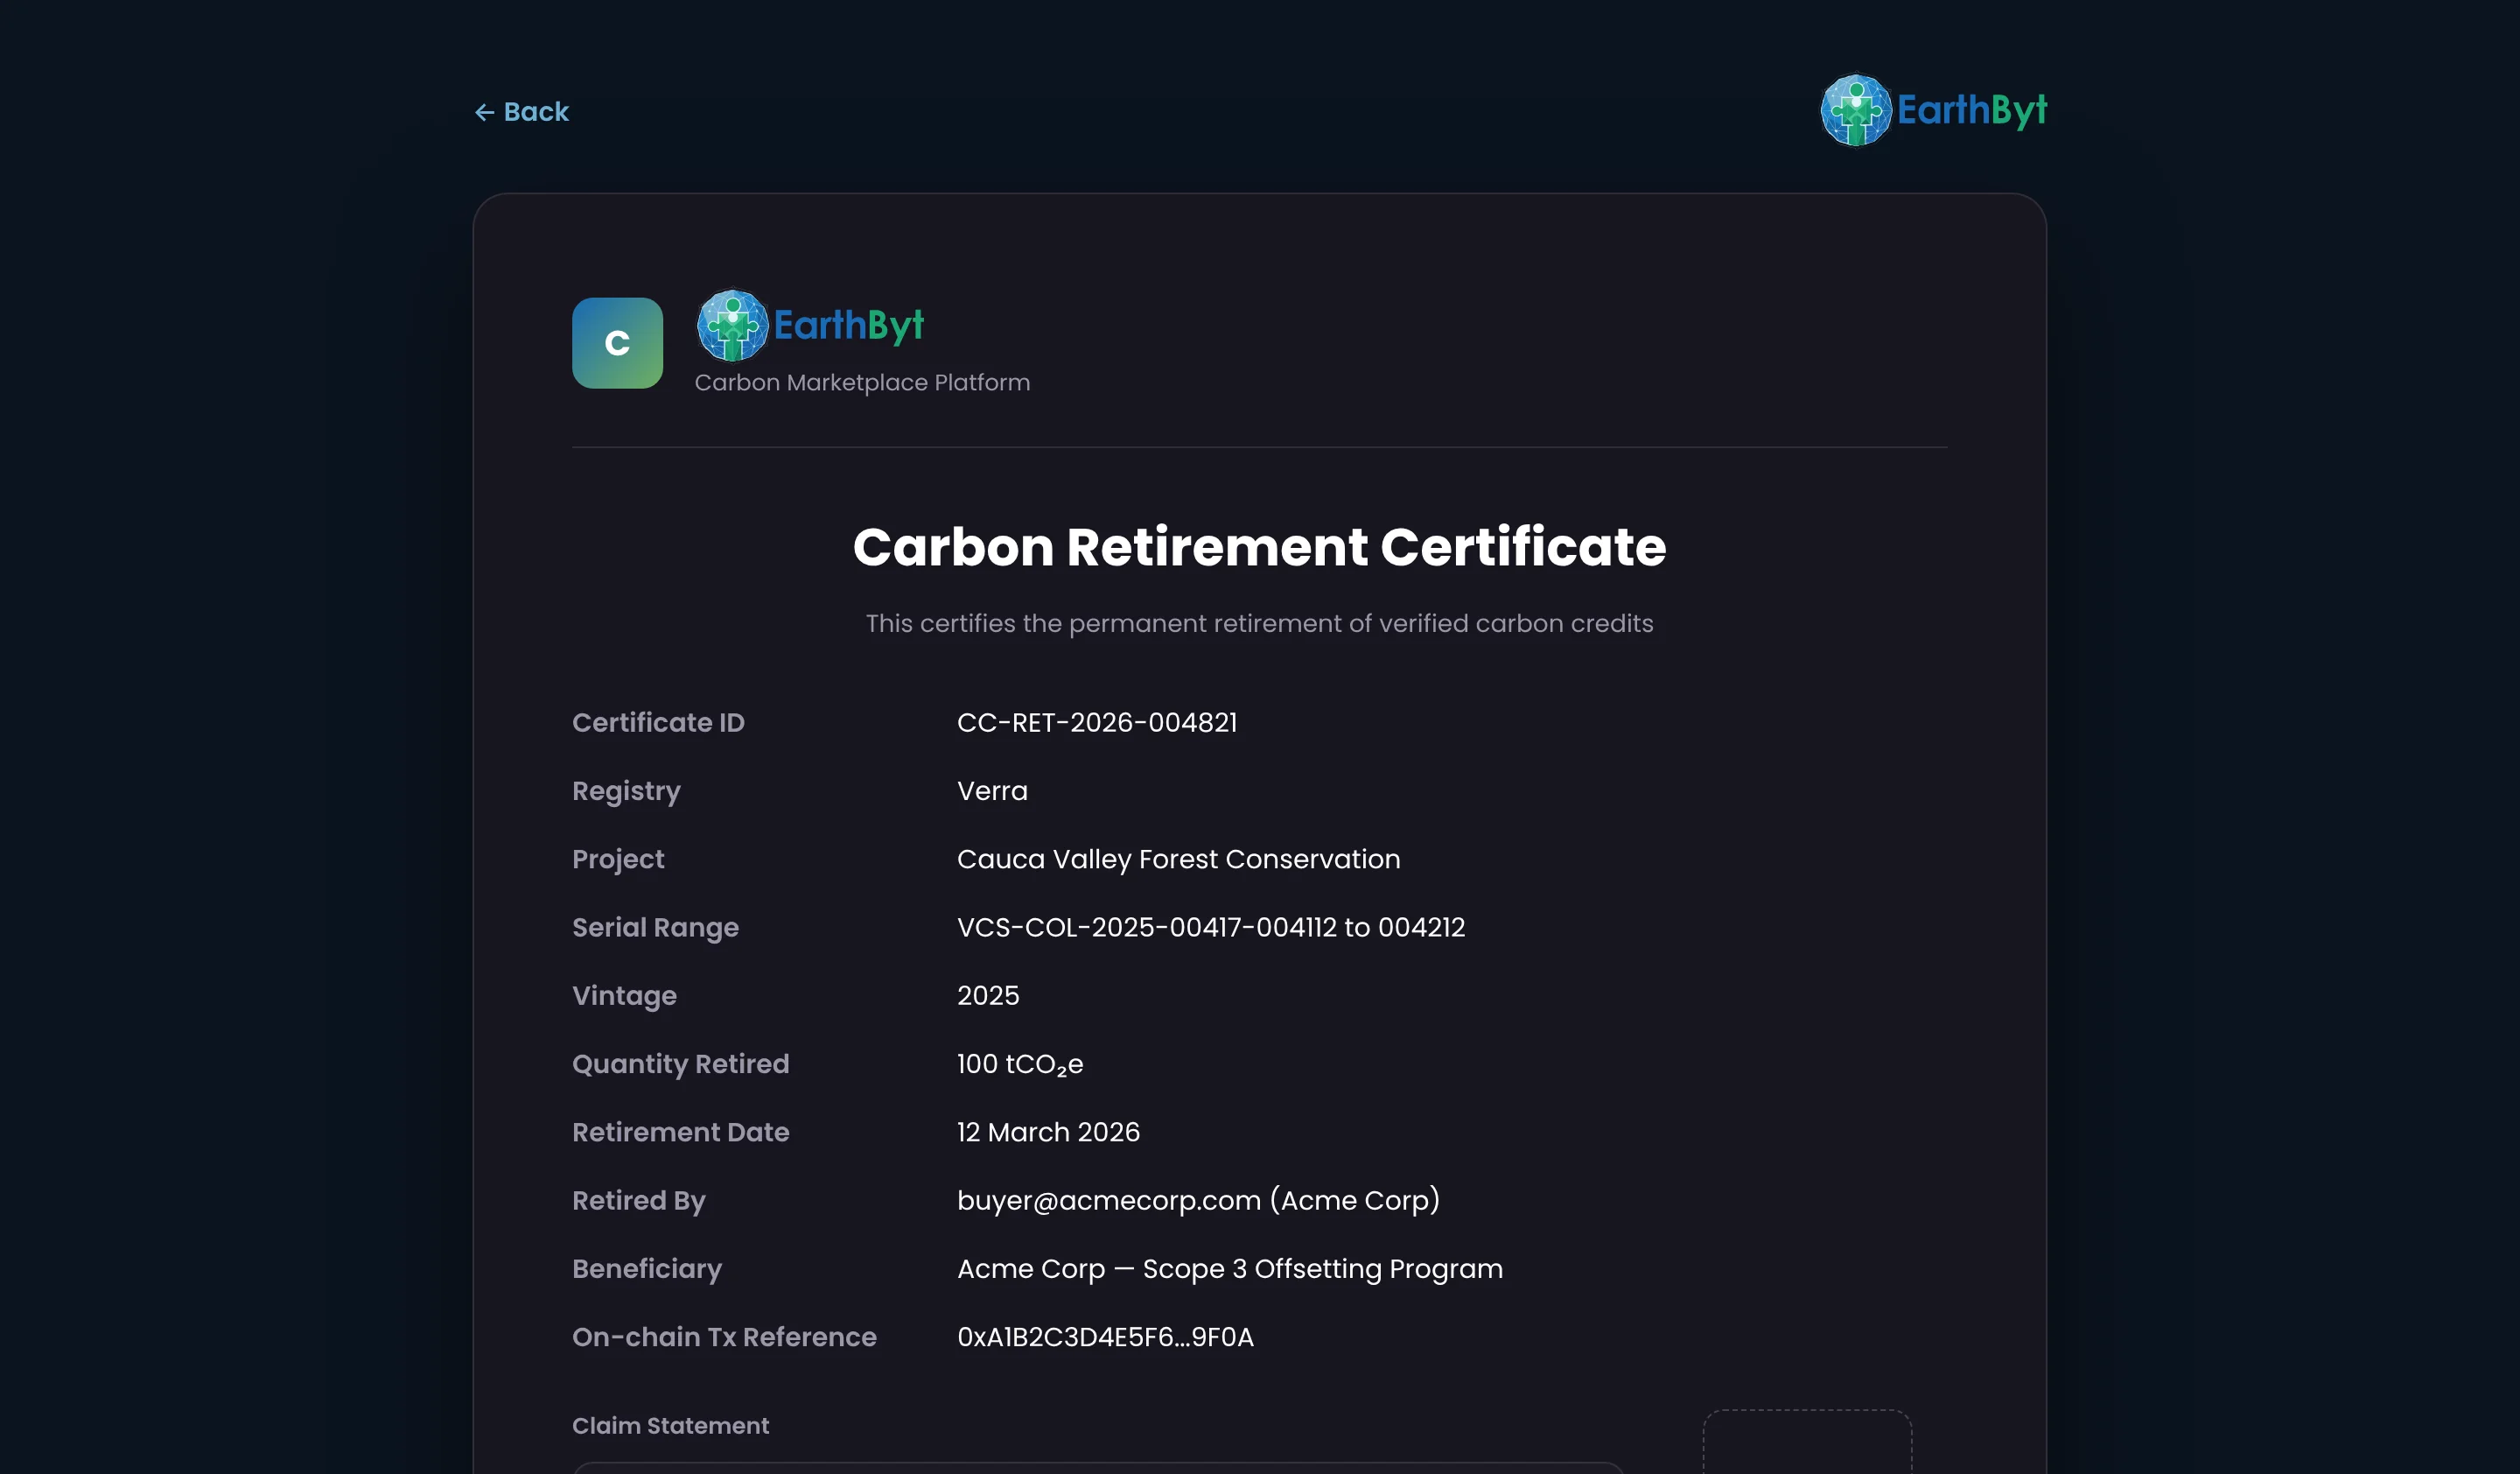 ← Back
EarthByt
C
EarthByt
Carbon Marketplace Platform
Carbon Retirement Certificate
This certifies the permanent retirement of verified carbon credits
Certificate ID CC-RET-2026-004821
Registry Verra
Project Cauca Valley Forest Conservation
Serial Range VCS-COL-2025-00417-004112 to 004212
Vintage 2025
Quantity Retired 100 tCO₂e
Retirement Date 12 March 2026
Retired By buyer@acmecorp.com (Acme Corp)
Beneficiary Acme Corp — Scope 3 Offsetting Program
On-chain Tx Reference 0xA1B2C3D4E5F6...9F0A
Claim Statement